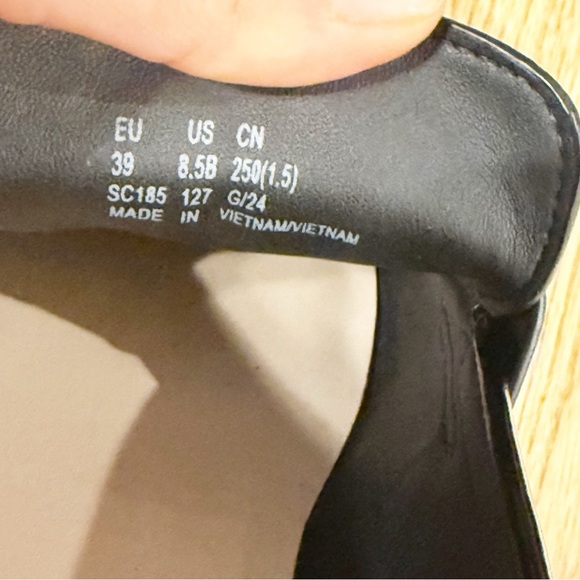 EU US CN
39 8.5B 250(1.5)
SC185 127 G/24
MADE IN VIETNAM/VIETNAM